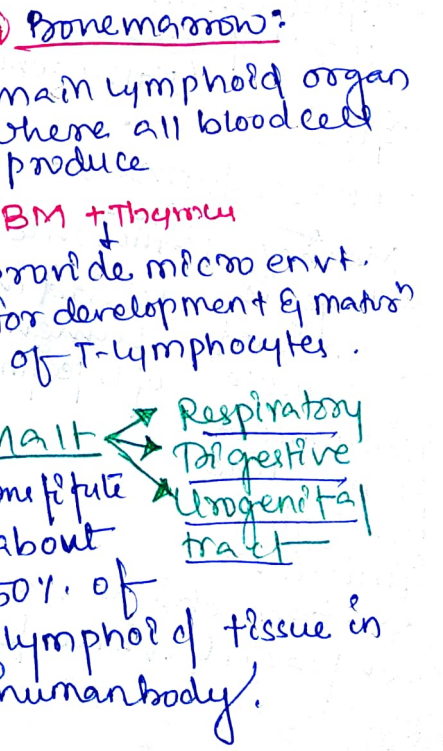 Bonemarrow:
main lymphoid organ
where all blood cell
produce
BM + Thymus
provide micro envt.
for development & matur^n
of T-lymphocytes.
Malt Respiratory
Digestive
constitute Urogenital
about tract
50% of
lymphoid tissue in
human body.